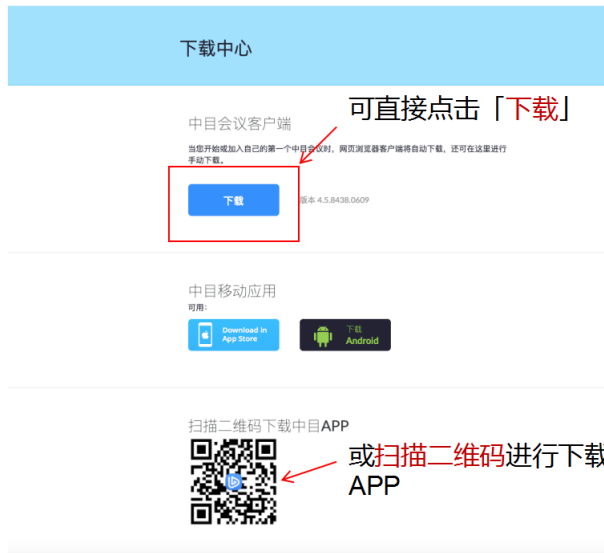 下载中心
可直接点击「下载」
中目会议客户端
当您开始或加入自己的第一个中目会议时，网页浏览器客户端将自动下载，还可在这里进行
手动下载。
下载
版本 4.5.8438.0609
中目移动应用
可用:
Download in
App Store
下载
Android
扫描二维码下载中目APP
或扫描二维码进行下载
APP